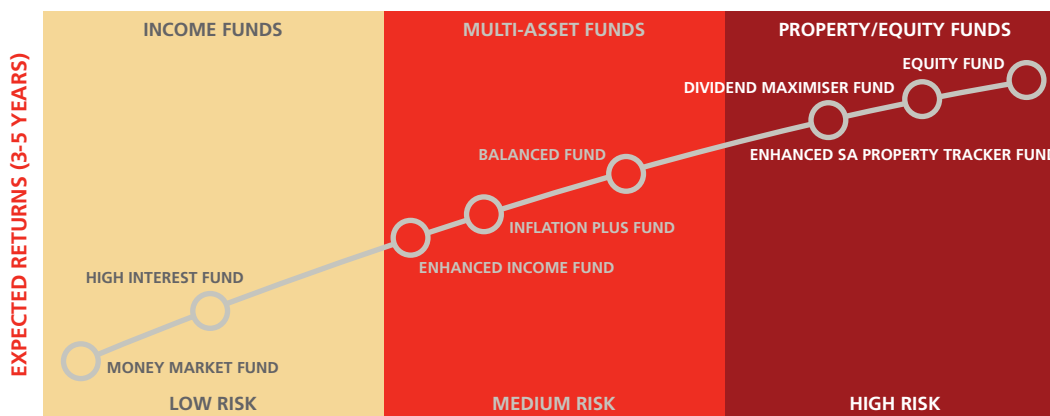 EXPECTED RETURNS (3-5 YEARS)
INCOME FUNDS
MULTI-ASSET FUNDS
PROPERTY/EQUITY FUNDS
EQUITY FUND
DIVIDEND MAXIMISER FUND
BALANCED FUND
ENHANCED SA PROPERTY TRACKER FUND
INFLATION PLUS FUND
ENHANCED INCOME FUND
HIGH INTEREST FUND
MONEY MARKET FUND
LOW RISK
MEDIUM RISK
HIGH RISK